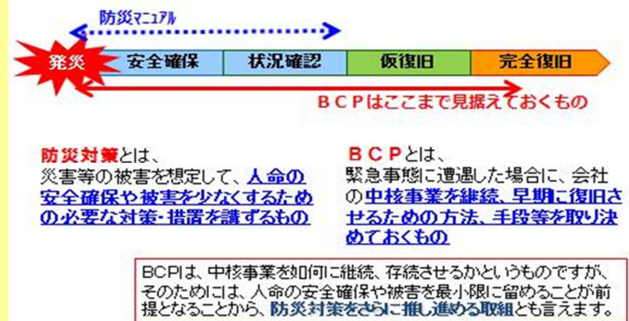 防災マニュアル
発災 安全確保 状況確認 仮復旧 完全復旧
BCPはここまで見据えておくもの
防災対策とは、
災害等の被害を想定して、人命の
安全確保や被害を少なくするため
の必要な対策・措置を講ずるもの
BCPとは、
緊急事態に遭遇した場合に、会社
の中核事業を継続、早期に復旧さ
せるための方法、手段等を取り決
めておくもの
BCPは、中核事業を如何に継続、存続させるかというものですが、
そのためには、人命の安全確保や被害を最小限に留めることが前
提となることから、防災対策をさらに推し進める取組とも言えます。